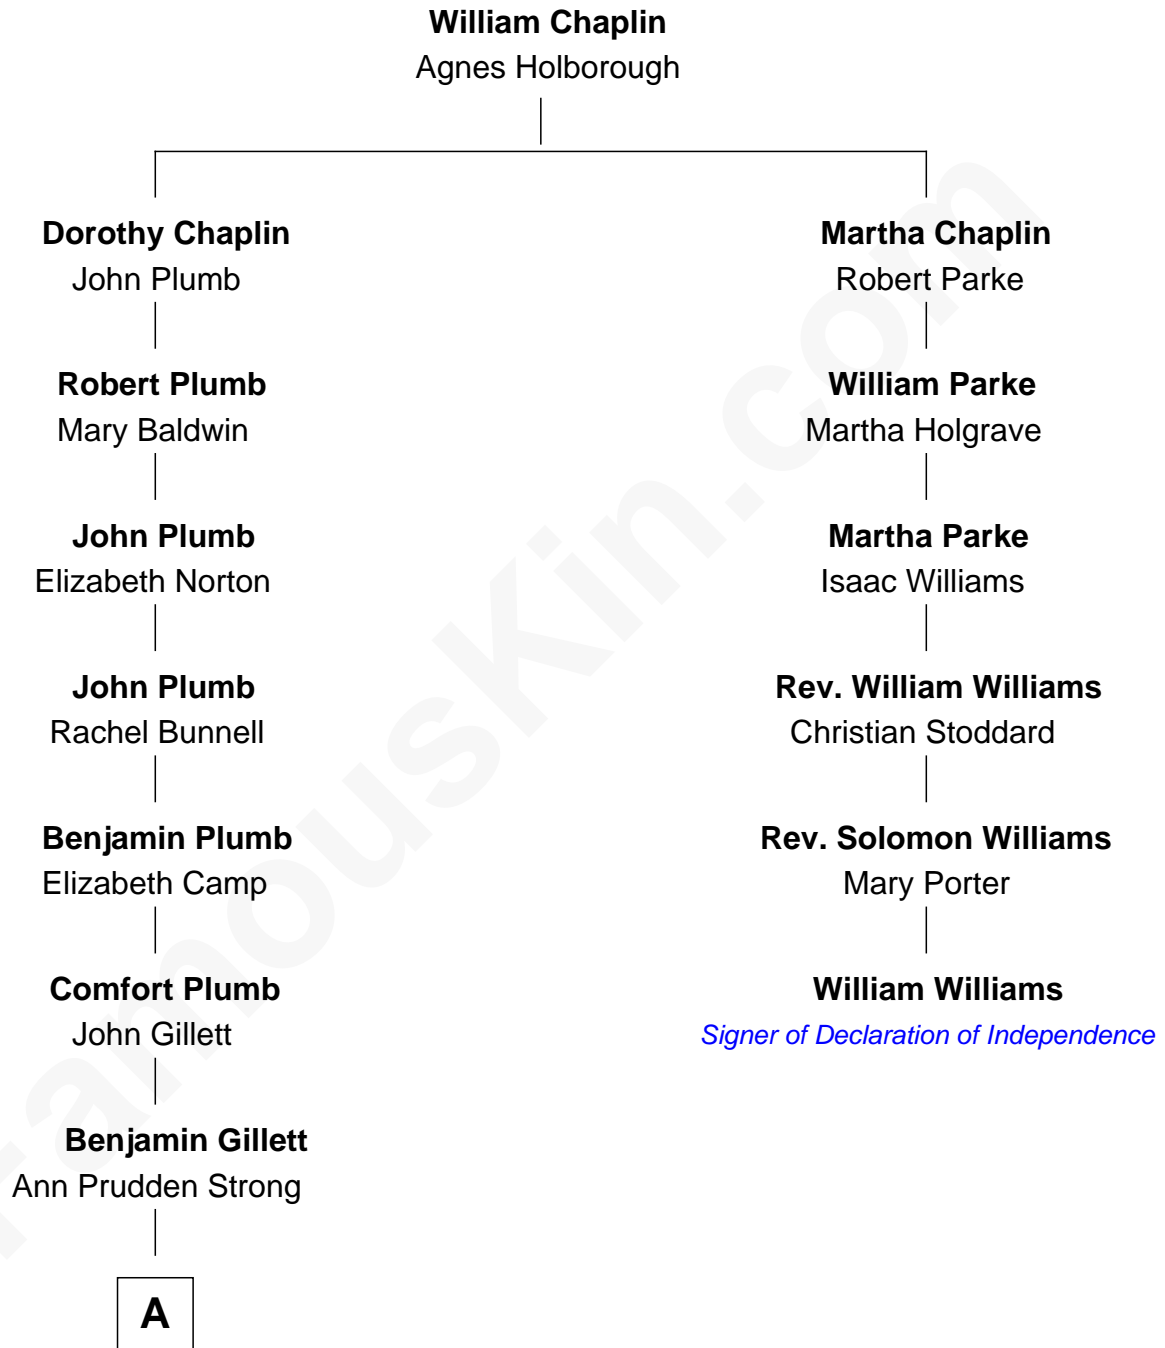 William Chaplin
Agnes Holborough
Dorothy Chaplin
John Plumb
Martha Chaplin
Robert Parke
Robert Plumb
Mary Baldwin
William Parke
Martha Holgrave
John Plumb
Elizabeth Norton
Martha Parke
Isaac Williams
John Plumb
Rachel Bunnell
Rev. William Williams
Christian Stoddard
Benjamin Plumb
Elizabeth Camp
Rev. Solomon Williams
Mary Porter
Comfort Plumb
John Gillett
William Williams
Signer of Declaration of Independence
Benjamin Gillett
Ann Prudden Strong
A
FamousKin.com